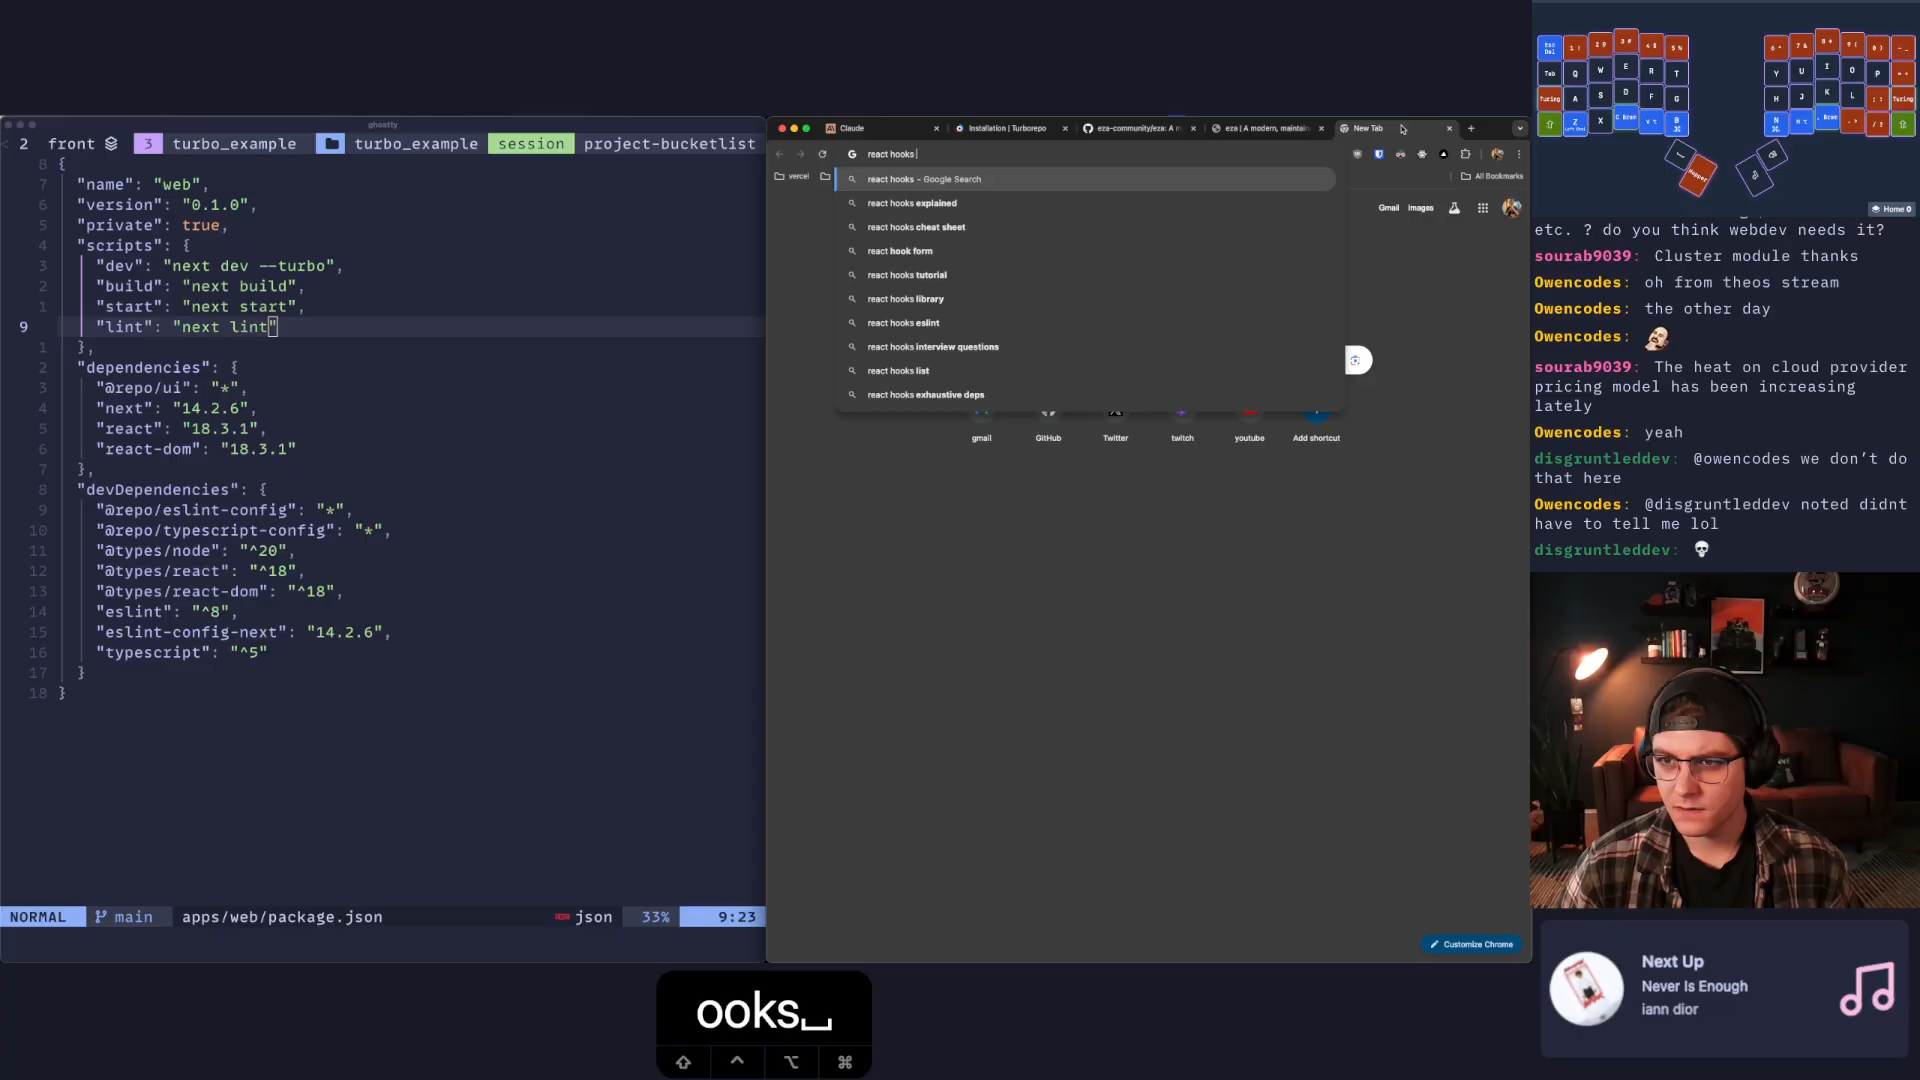 ghostty
< 2 front 3 turbo_example turbo_example session project-bucketlist
8 {
7 "name": "web",
6 "version": "0.1.0",
5 "private": true,
4 "scripts": {
3 "dev": "next dev --turbo",
2 "build": "next build",
1 "start": "next start",
9 "lint": "next lint"
1 },
2 "dependencies": {
3 "@repo/ui": "*",
4 "next": "14.2.6",
5 "react": "18.3.1",
6 "react-dom": "18.3.1"
7 },
8 "devDependencies": {
9 "@repo/eslint-config": "*",
10 "@repo/typescript-config": "*",
11 "@types/node": "^20",
12 "@types/react": "^18",
13 "@types/react-dom": "^18",
14 "eslint": "^8",
15 "eslint-config-next": "14.2.6",
16 "typescript": "^5"
17 }
18 }
NORMAL main apps/web/package.json json 33% 9:23
Claude
Installation | Turborepo
eza-community/eza: A m
eza | A modern, maintain
New Tab
react hooks
vercel
All Bookmarks
react hooks - Google Search
react hooks explained
react hooks cheat sheet
react hook form
react hooks tutorial
react hooks library
react hooks eslint
react hooks interview questions
react hooks list
react hooks exhaustive deps
Gmail Images
gmail GitHub Twitter twitch youtube Add shortcut
Customize Chrome
ooks
Home 0
etc. ? do you think webdev needs it?
sourab9039: Cluster module thanks
Owencodes: oh from theos stream
Owencodes: the other day
Owencodes:
sourab9039: The heat on cloud provider
pricing model has been increasing
lately
Owencodes: yeah
disgruntleddev: @owencodes we don't do
that here
Owencodes: @disgruntleddev noted didnt
have to tell me lol
disgruntleddev:
Next Up
Never Is Enough
iann dior